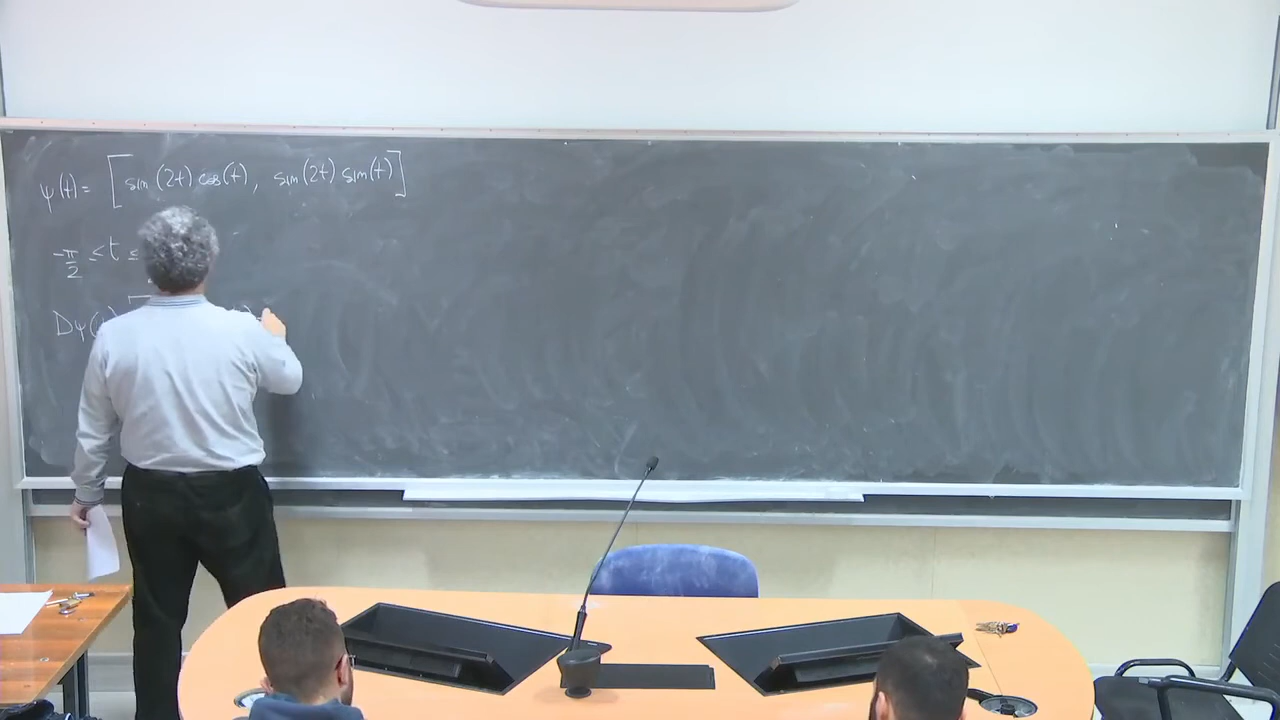 ψ(t) = [sin(2t) cos(t), sin(2t) sin(t)]
-π/2 ≤ t ≤
Dψ(t)